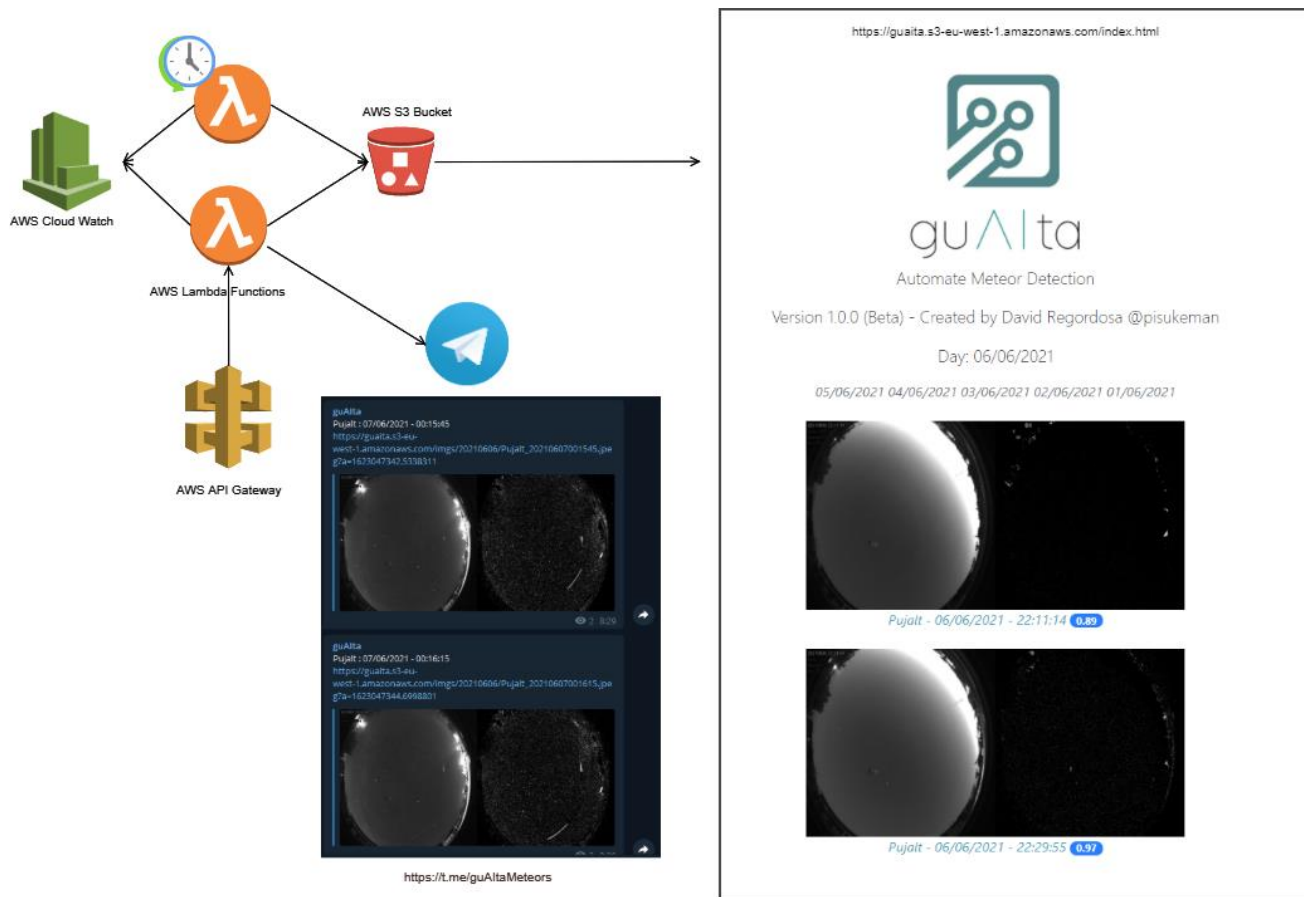 AWS S3 Bucket
AWS Cloud Watch
AWS Lambda Functions
AWS API Gateway
guAIta
Pujalt : 07/06/2021 - 00:15:45
https://guaita.s3-eu-
west-1.amazonaws.com/imgs/20210606/Pujalt_20210607001545.jpe
g?a=1623047342.5338311
2 8:29
guAIta
Pujalt : 07/06/2021 - 00:16:15
https://guaita.s3-eu-
west-1.amazonaws.com/imgs/20210606/Pujalt_20210607001615.jpe
g?a=1623047344.6998801
https://t.me/guAItaMeteors
https://guaita.s3-eu-west-1.amazonaws.com/index.html
guAIta
Automate Meteor Detection
Version 1.0.0 (Beta) - Created by David Regordosa @pisukeman
Day: 06/06/2021
05/06/2021 04/06/2021 03/06/2021 02/06/2021 01/06/2021
Pujalt - 06/06/2021 - 22:11:14 0.89
Pujalt - 06/06/2021 - 22:29:55 0.97